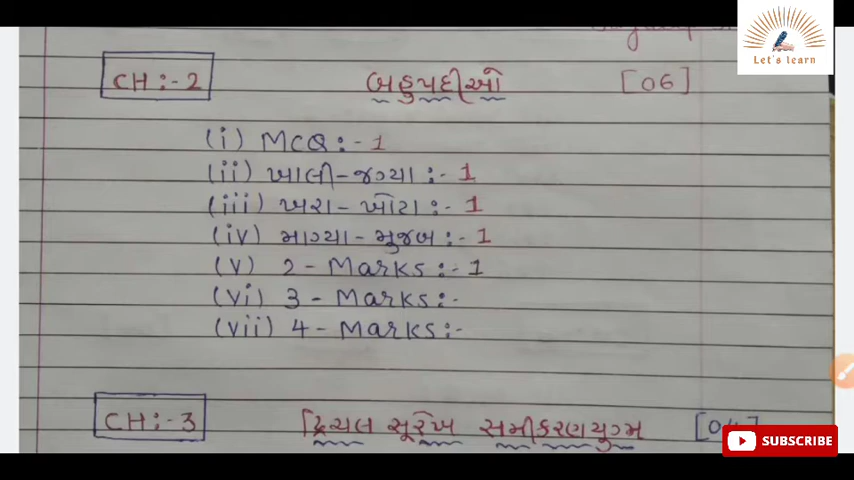 Let's learn
CH:-2 બહુપદીઓ [06]
(i) MCQ:- 1
(ii) ખાલી-જગ્યા:- 1
(iii) ખરા-ખોટા:- 1
(iv) માગ્યા-મુજબ:- 1
(v) 2-Marks:- 1
(vi) 3-Marks:-
(vii) 4-Marks:-
CH:-3 દ્વિચલ સૂરેખ સમીકરણયુગ્મ
SUBSCRIBE